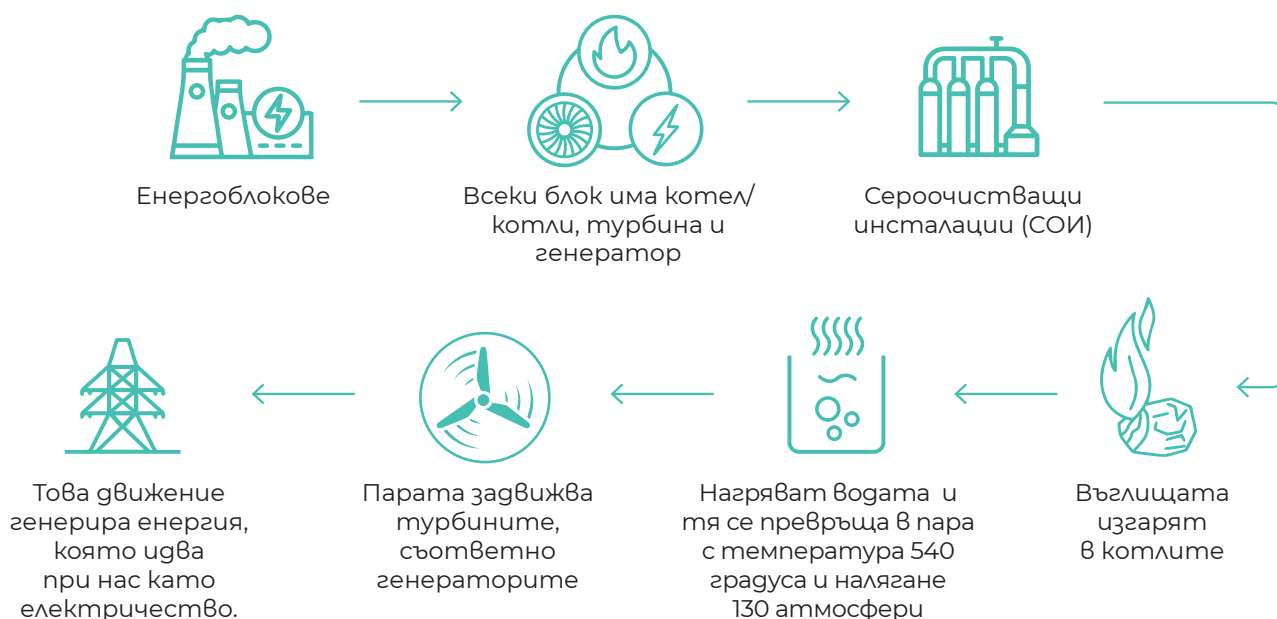 Енергоблокове
Всеки блок има котел/
котли, турбина и
генератор
Сероочистващи
инсталации (СОИ)
Въглищата
изгарят
в котлите
Нагряват водата и
тя се превръща в пара
с температура 540
градуса и налягане
130 атмосфери
Парата задвижва
турбините,
съответно
генераторите
Това движение
генерира енергия,
която идва
при нас като
електричество.